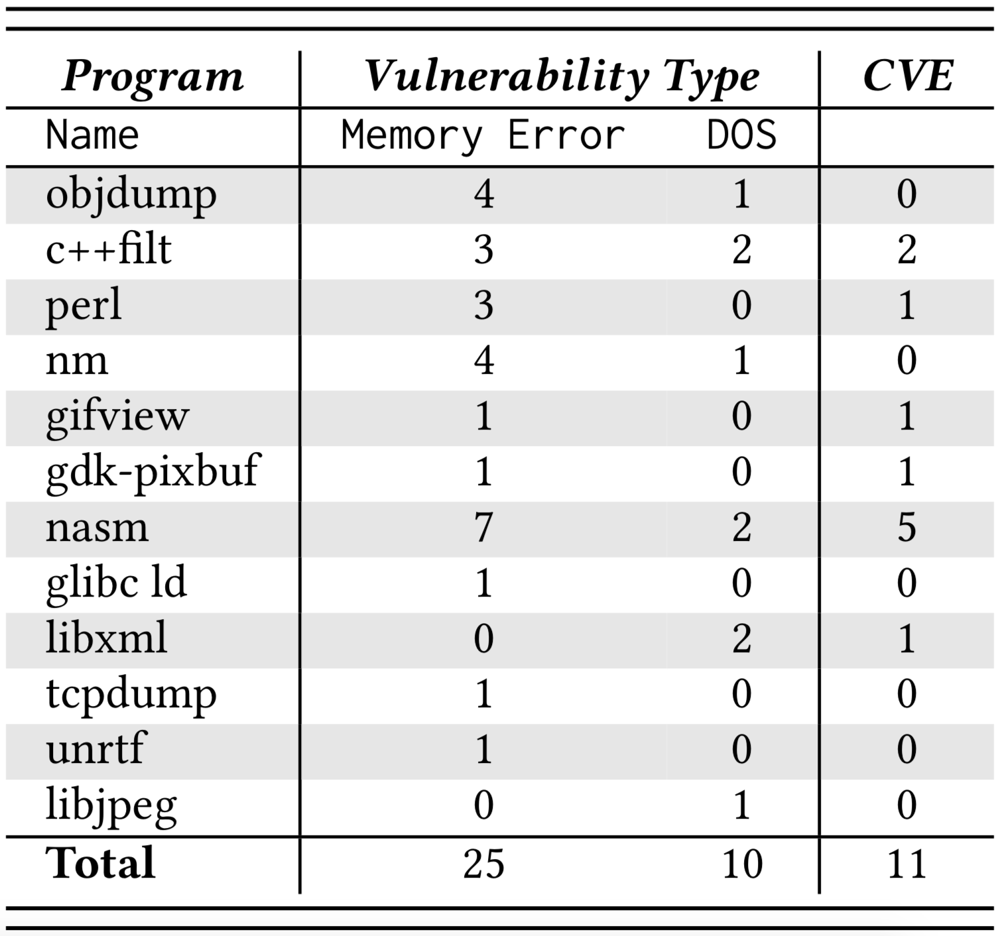 Program Vulnerability Type CVE
Name Memory Error DOS
objdump 4 1 0
c++filt 3 2 2
perl 3 0 1
nm 4 1 0
gifview 1 0 1
gdk-pixbuf 1 0 1
nasm 7 2 5
glibc ld 1 0 0
libxml 0 2 1
tcpdump 1 0 0
unrtf 1 0 0
libjpeg 0 1 0
Total 25 10 11